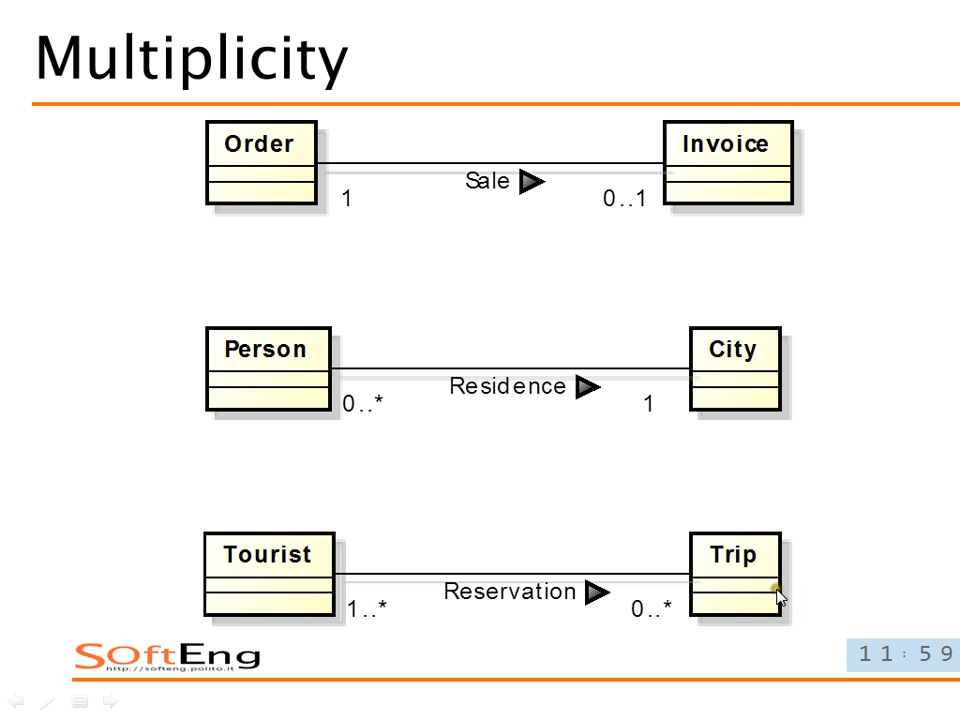 Multiplicity
Order
Invoice
Sale
1
0..1
Person
City
Residence
0..*
1
Tourist
Trip
Reservation
1..*
0..*
SoftEng
http://softeng.polito.it
11:59